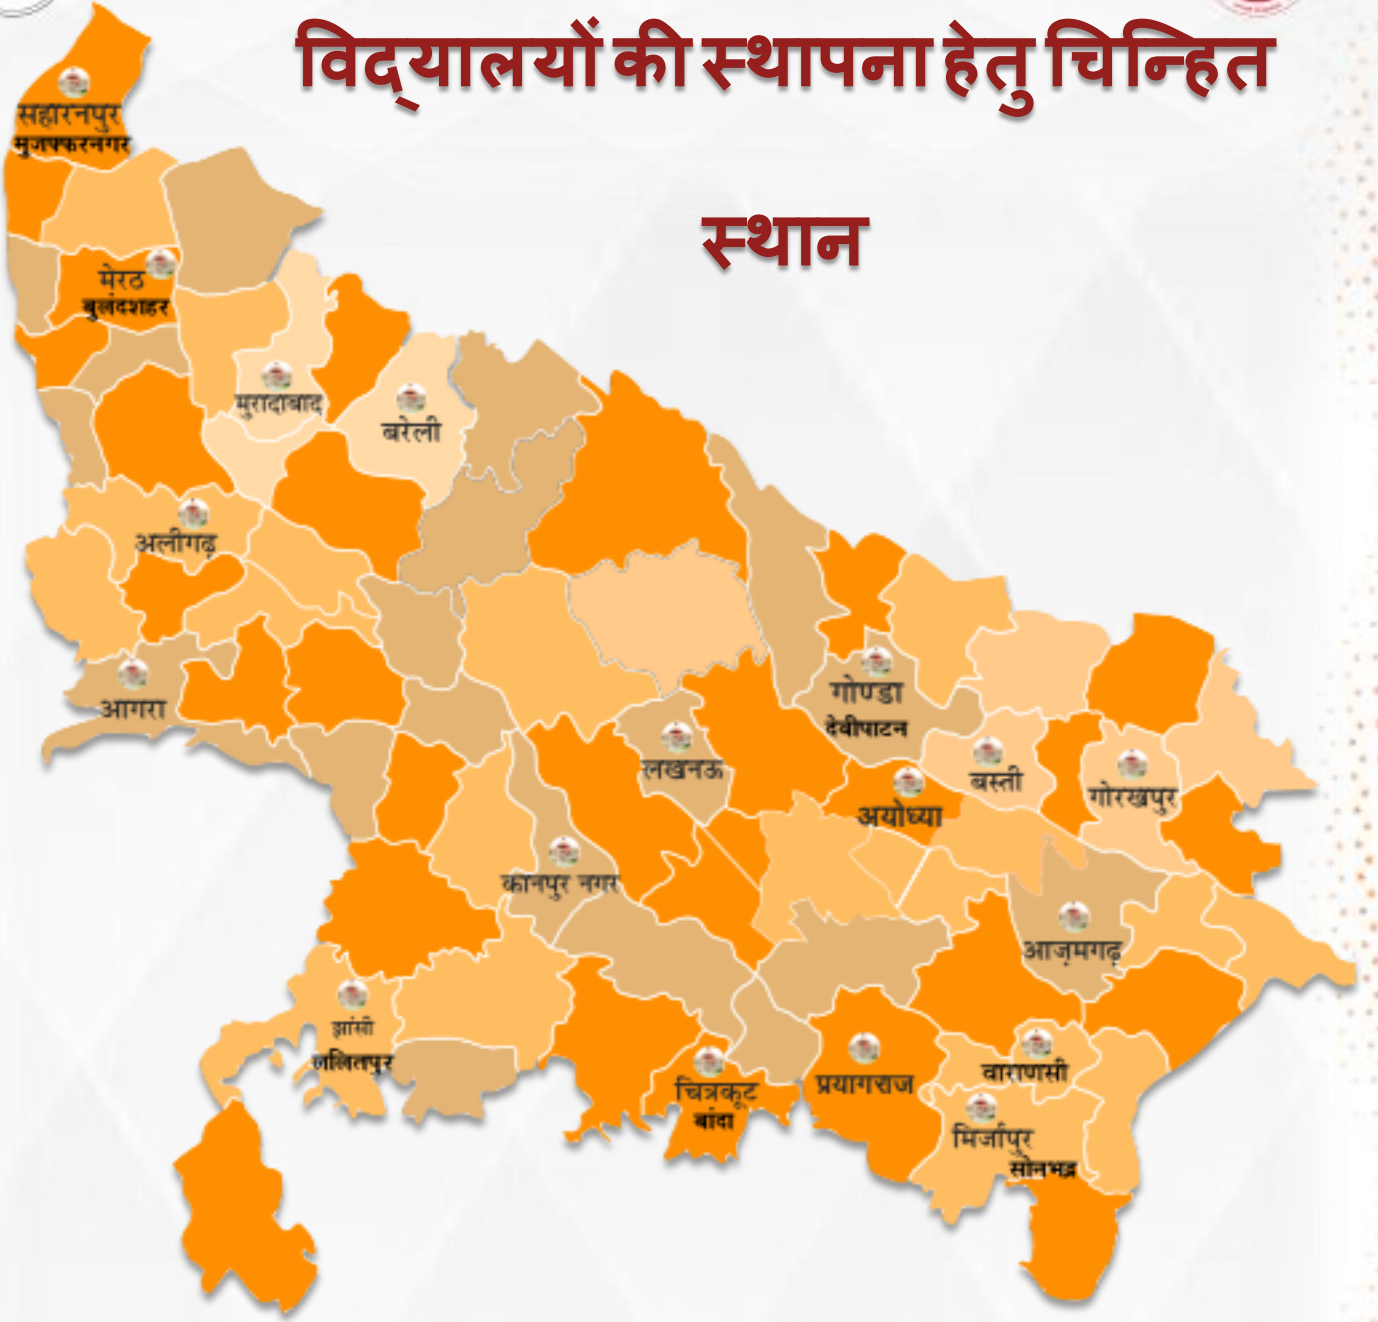 विद्यालयों की स्थापना हेतु चिन्हित
स्थान
सहारनपुर
मुजफ्फरनगर
मेरठ
बुलंदशहर
मुरादाबाद
बरेली
अलीगढ़
आगरा
गोण्डा
देवीपाटन
लखनऊ
बस्ती
गोरखपुर
अयोध्या
कानपुर नगर
आज़मगढ़
झांसी
ललितपुर
वाराणसी
चित्रकूट
बांदा
प्रयागराज
मिर्जापुर
सोनभद्र